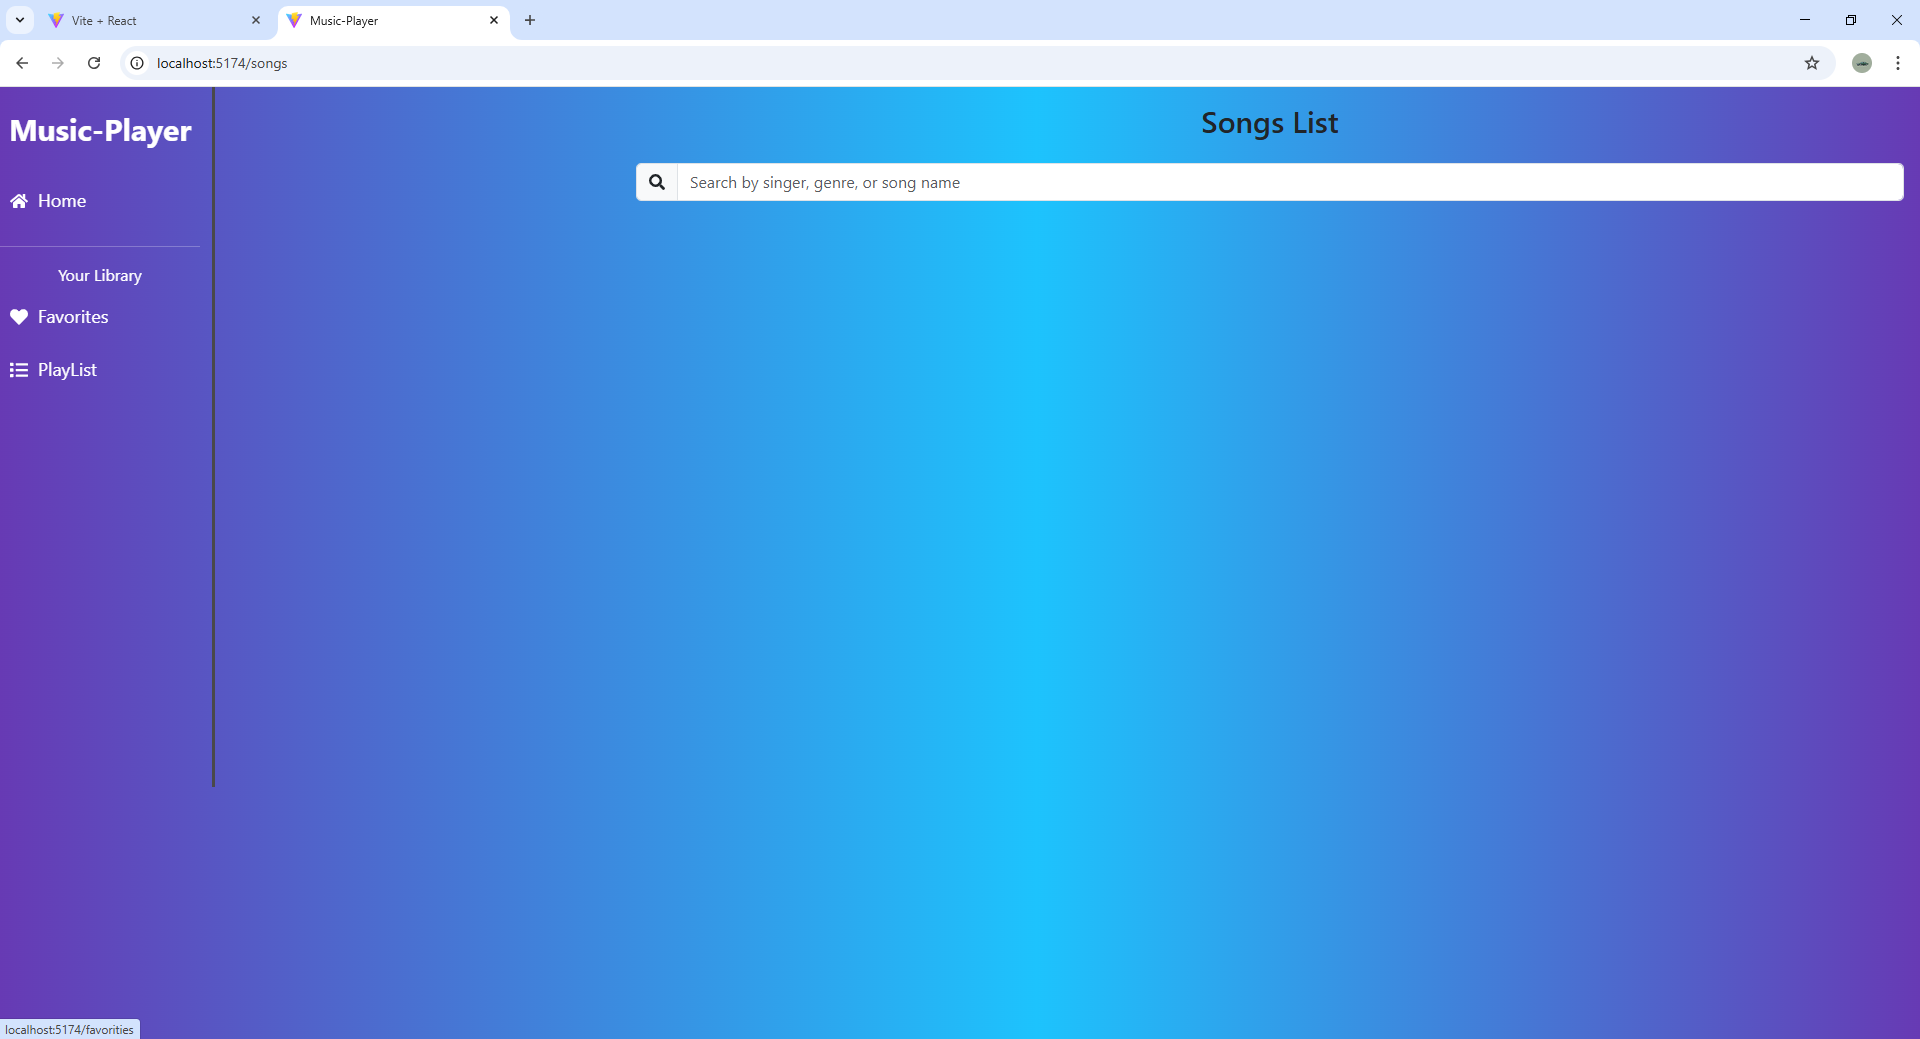 Vite + React
Music-Player
localhost:5174/songs
Music-Player
Home
Your Library
Favorites
PlayList
Songs List
Search by singer, genre, or song name
localhost:5174/favorities